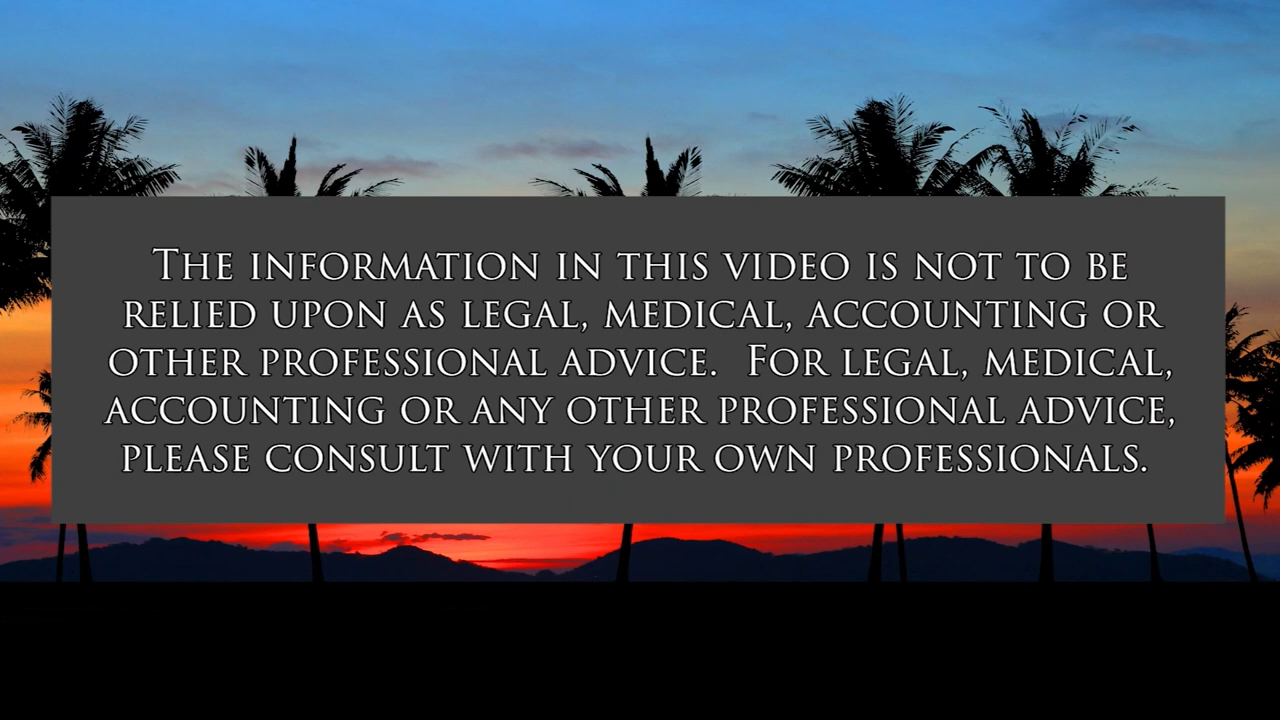 The information in this video is not to be
relied upon as legal, medical, accounting or
other professional advice.  For legal, medical,
accounting or any other professional advice,
please consult with your own professionals.